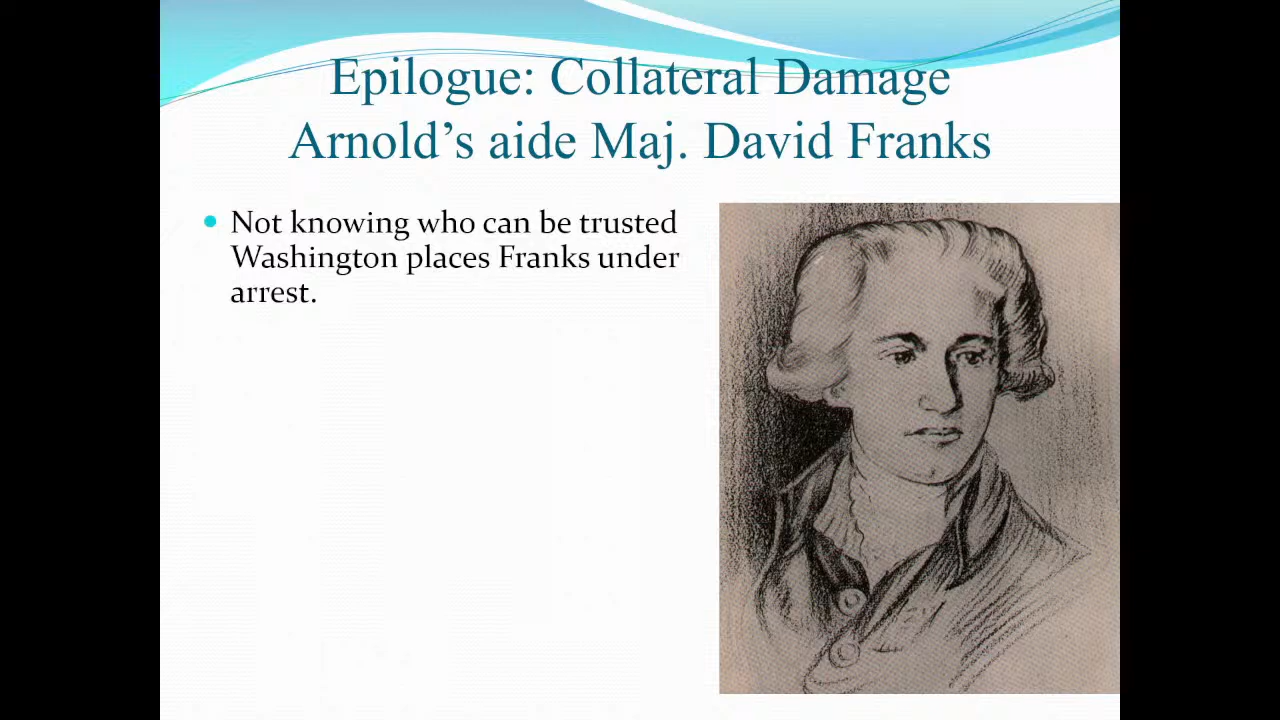 Epilogue: Collateral Damage
Arnold’s aide Maj. David Franks
Not knowing who can be trusted
Washington places Franks under
arrest.